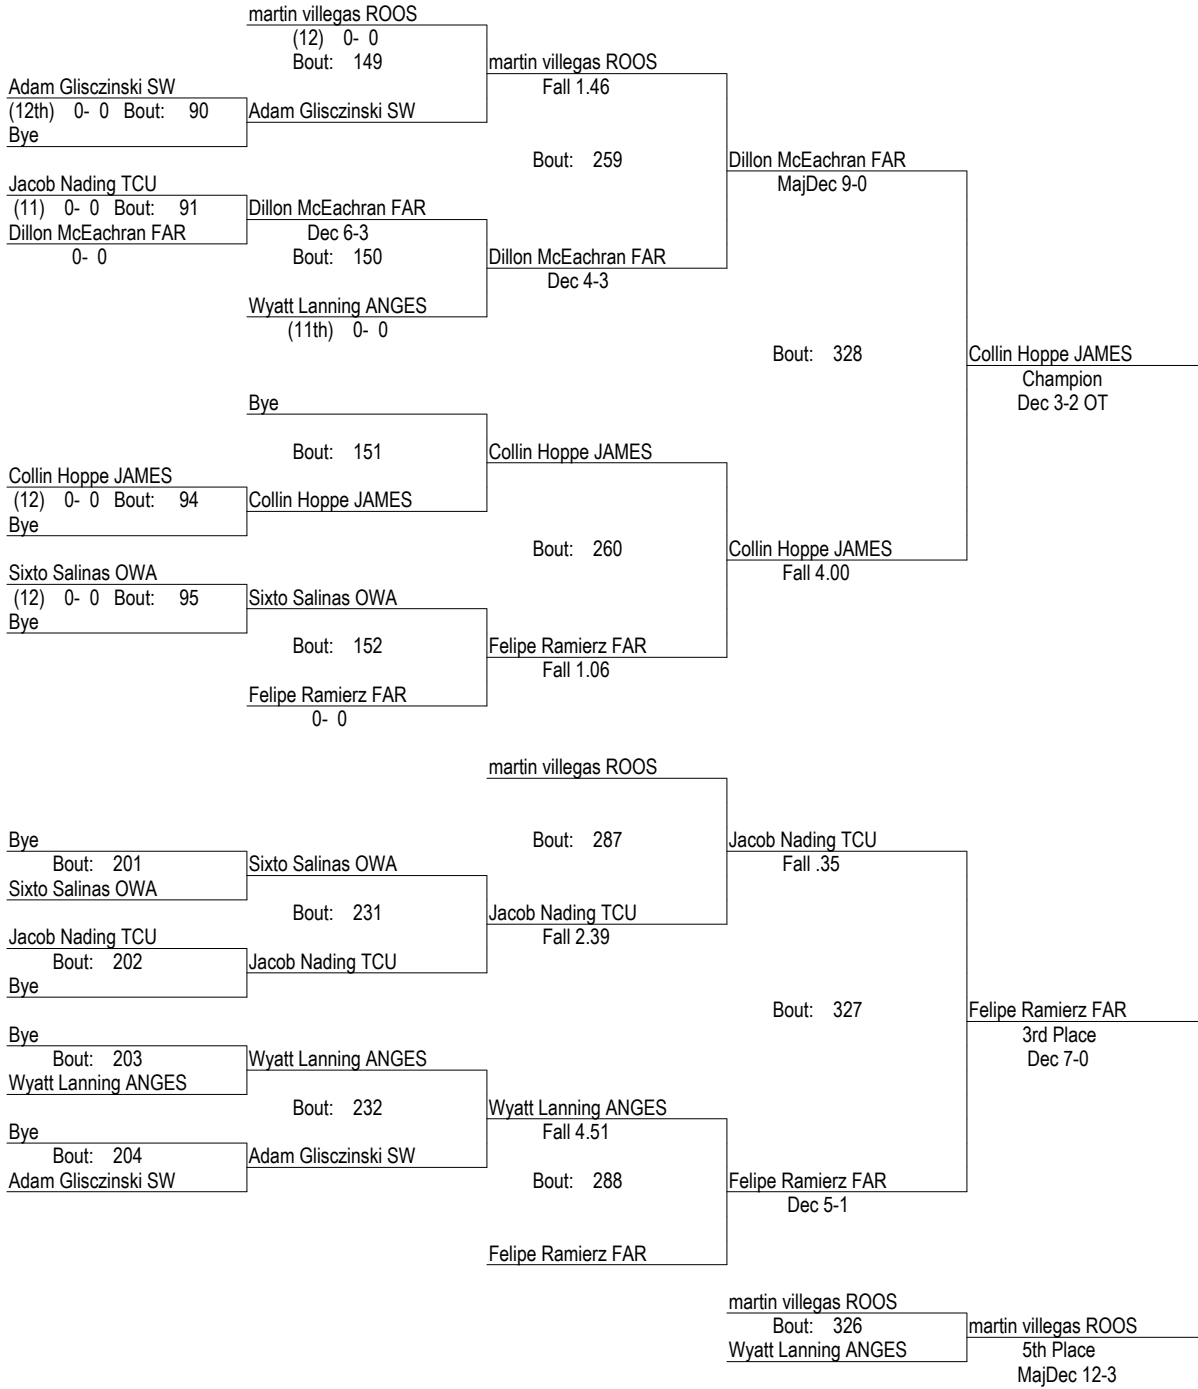 martin villegas ROOS
(12) 0- 0
Bout: 149
martin villegas ROOS
Fall 1.46
Adam Glisczinski SW
(12th) 0- 0 Bout: 90
Adam Glisczinski SW
Bye
Bout: 259
Dillon McEachran FAR
MajDec 9-0
Jacob Nading TCU
(11) 0- 0 Bout: 91
Dillon McEachran FAR
Dillon McEachran FAR
Dec 6-3
0- 0
Bout: 150
Dillon McEachran FAR
Dec 4-3
Wyatt Lanning ANGES
(11th) 0- 0
Bout: 328
Collin Hoppe JAMES
Champion
Dec 3-2 OT
Bye
Bout: 151
Collin Hoppe JAMES
Collin Hoppe JAMES
(12) 0- 0 Bout: 94
Collin Hoppe JAMES
Bye
Bout: 260
Collin Hoppe JAMES
Fall 4.00
Sixto Salinas OWA
(12) 0- 0 Bout: 95
Sixto Salinas OWA
Bye
Bout: 152
Felipe Ramierz FAR
Fall 1.06
Felipe Ramierz FAR
0- 0
martin villegas ROOS
Bout: 287
Jacob Nading TCU
Fall .35
Bye
Bout: 201
Sixto Salinas OWA
Sixto Salinas OWA
Bout: 231
Jacob Nading TCU
Fall 2.39
Jacob Nading TCU
Bout: 202
Jacob Nading TCU
Bye
Bout: 327
Felipe Ramierz FAR
3rd Place
Dec 7-0
Bye
Bout: 203
Wyatt Lanning ANGES
Wyatt Lanning ANGES
Bout: 232
Wyatt Lanning ANGES
Fall 4.51
Bye
Bout: 204
Adam Glisczinski SW
Adam Glisczinski SW
Bout: 288
Felipe Ramierz FAR
Dec 5-1
Felipe Ramierz FAR
martin villegas ROOS
Bout: 326
martin villegas ROOS
Wyatt Lanning ANGES
5th Place
MajDec 12-3